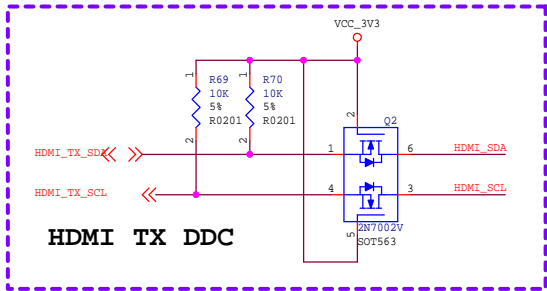 VCC_3V3
1
R69
10K
5%
R0201
2
1
R70
10K
5%
R0201
2
2
Q2
HDMI_TX_SDA
1
6
HDMI_SDA
HDMI_TX_SCL
4
3
HDMI_SCL
5
2N7002V
SOT563
HDMI TX DDC